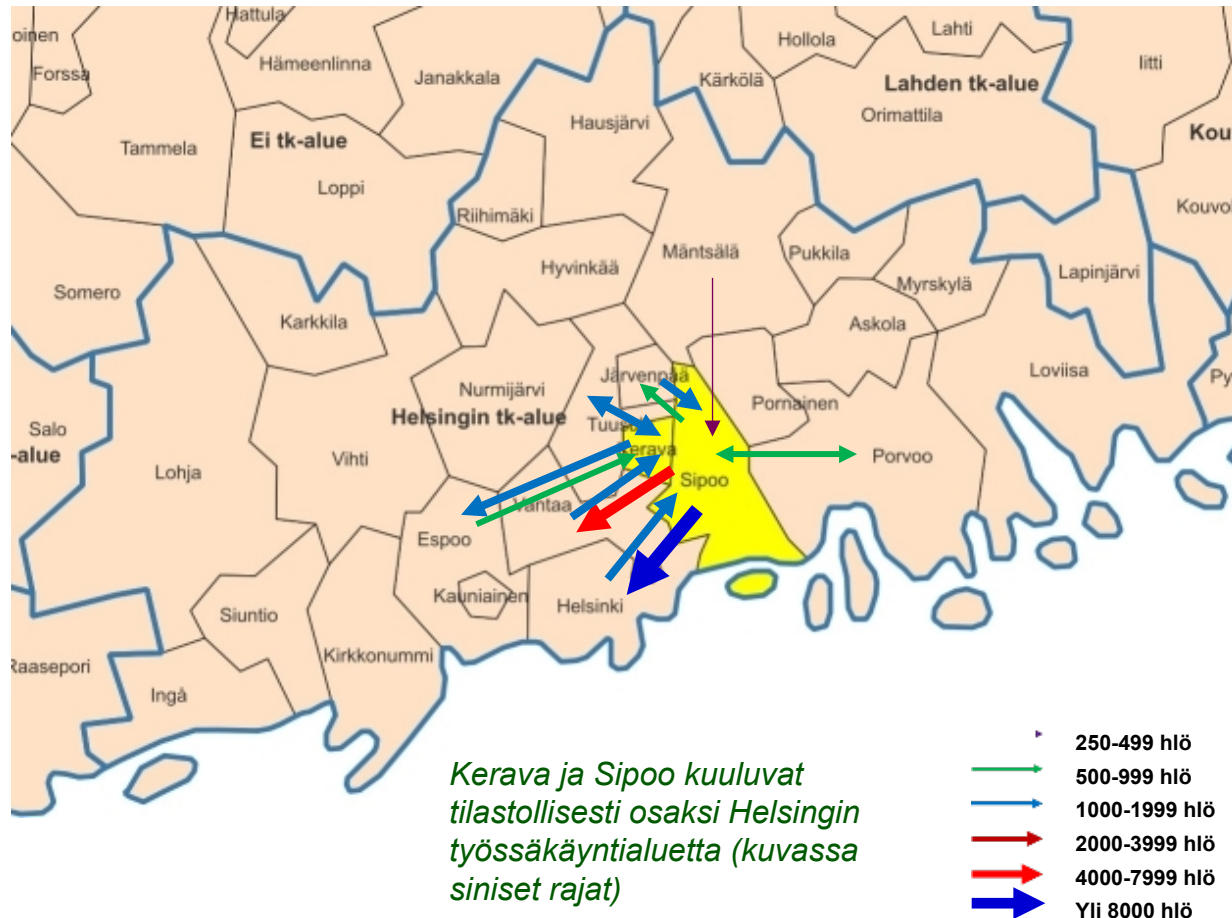 Hattula
oinen
Forssa
Hämeenlinna
Janakkala
Hollola
Lahti
Iitti
Kärkölä
Lahden tk-alue
Orimattila
Hausjärvi
Kou
Tammela
Ei tk-alue
Loppi
Riihimäki
Kouvol
Mäntsälä
Pukkila
Hyvinkää
Myrskylä
Lapinjärvi
Somero
Karkkila
Askola
Loviisa
Järvenpää
Py
Nurmijärvi
Pornainen
Helsingin tk-alue
Tuusul
Salo
-alue
Lohja
Vihti
Kerava
Porvoo
Sipoo
Vantaa
Espoo
Kauniainen
Helsinki
Siuntio
Kirkkonummi
Raasepori
Ingå
Kerava ja Sipoo kuuluvat
tilastollisesti osaksi Helsingin
työssäkäyntialuetta (kuvassa
siniset rajat)
250-499 hlö
500-999 hlö
1000-1999 hlö
2000-3999 hlö
4000-7999 hlö
Yli 8000 hlö